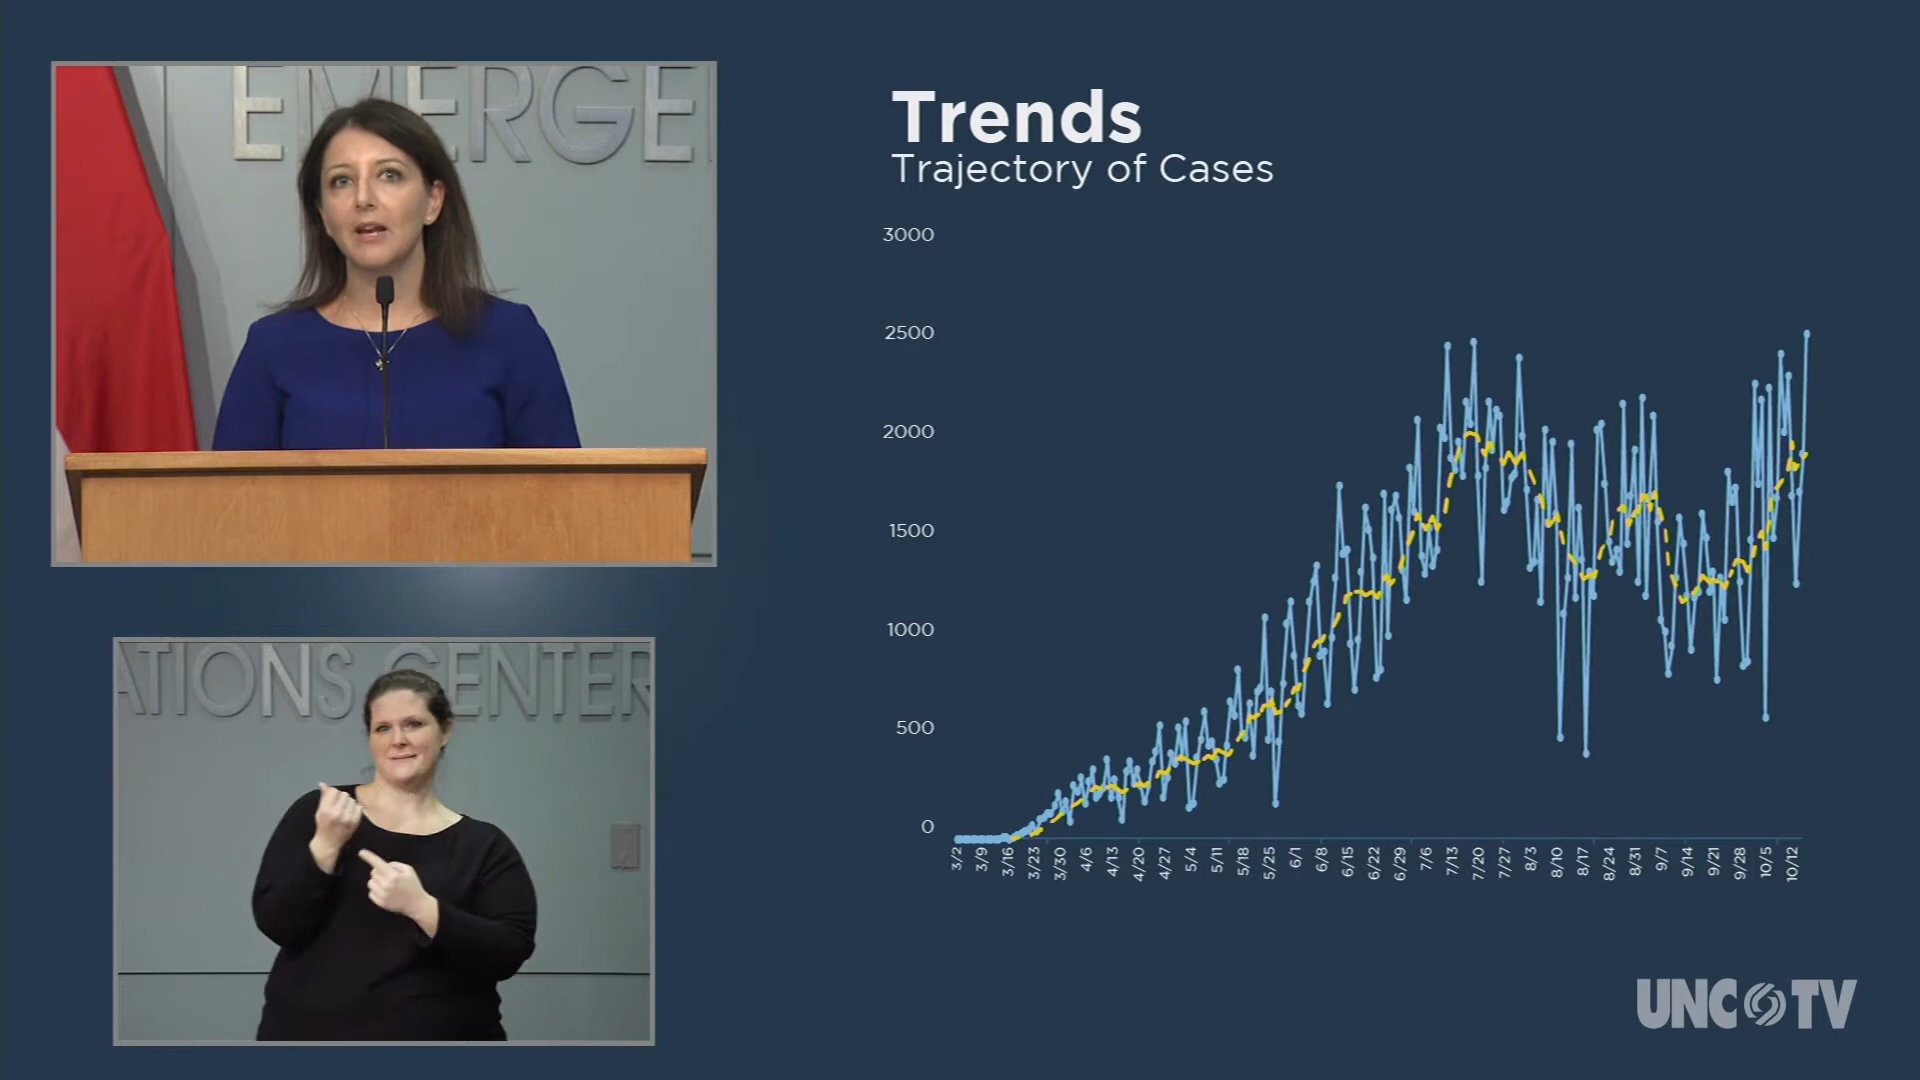 EMERGE
Trends
Trajectory of Cases
3000
2500
2000
1500
1000
500
0
3/2 3/9 3/16 3/23 3/30 4/6 4/13 4/20 4/27 5/4 5/11 5/18 5/25 6/1 6/8 6/15 6/22 6/29 7/6 7/13 7/20 7/27 8/3 8/10 8/17 8/24 8/31 9/7 9/14 9/21 9/28 10/5 10/12
ATIONS CENTER
UNC TV